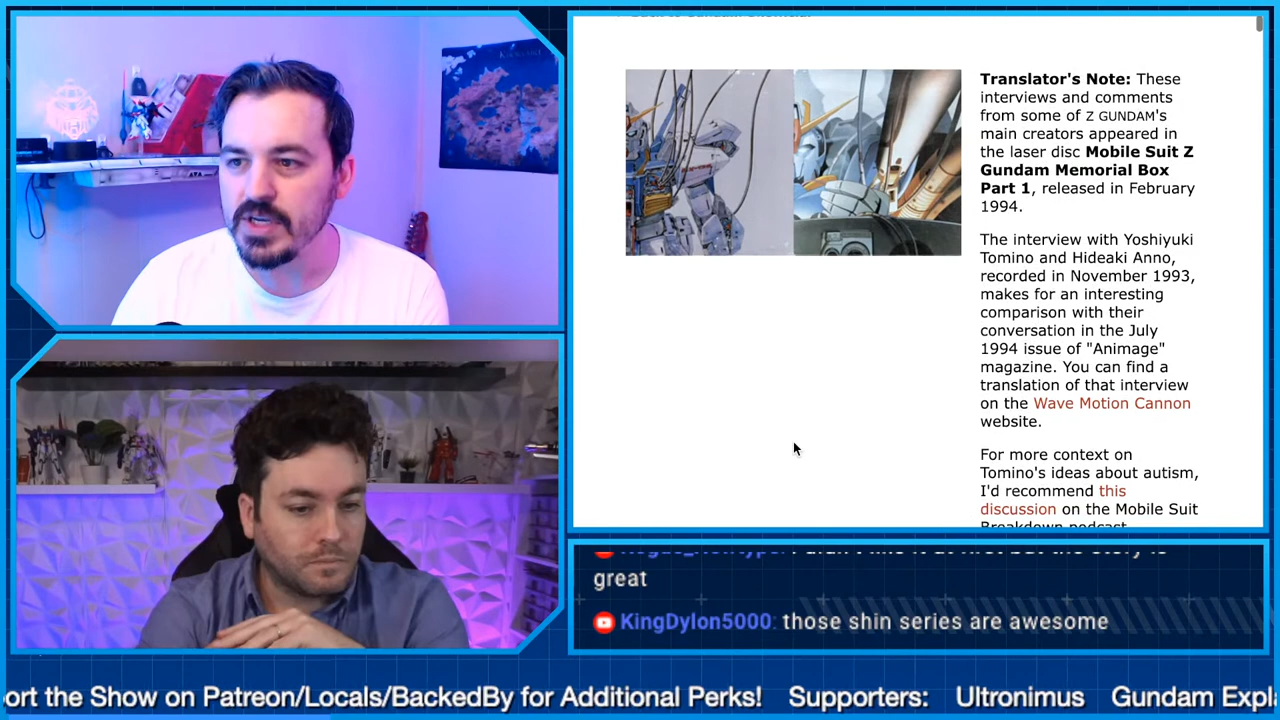 Translator's Note: These
interviews and comments
from some of Z GUNDAM's
main creators appeared in
the laser disc Mobile Suit Z
Gundam Memorial Box
Part 1, released in February
1994.
The interview with Yoshiyuki
Tomino and Hideaki Anno,
recorded in November 1993,
makes for an interesting
comparison with their
conversation in the July
1994 issue of "Animage"
magazine. You can find a
translation of that interview
on the Wave Motion Cannon
website.
For more context on
Tomino's ideas about autism,
I'd recommend this
discussion on the Mobile Suit
Breakdown podcast
great
KingDylon5000: those shin series are awesome
ort the Show on Patreon/Locals/BackedBy for Additional Perks! Supporters: Ultronimus Gundam Expla